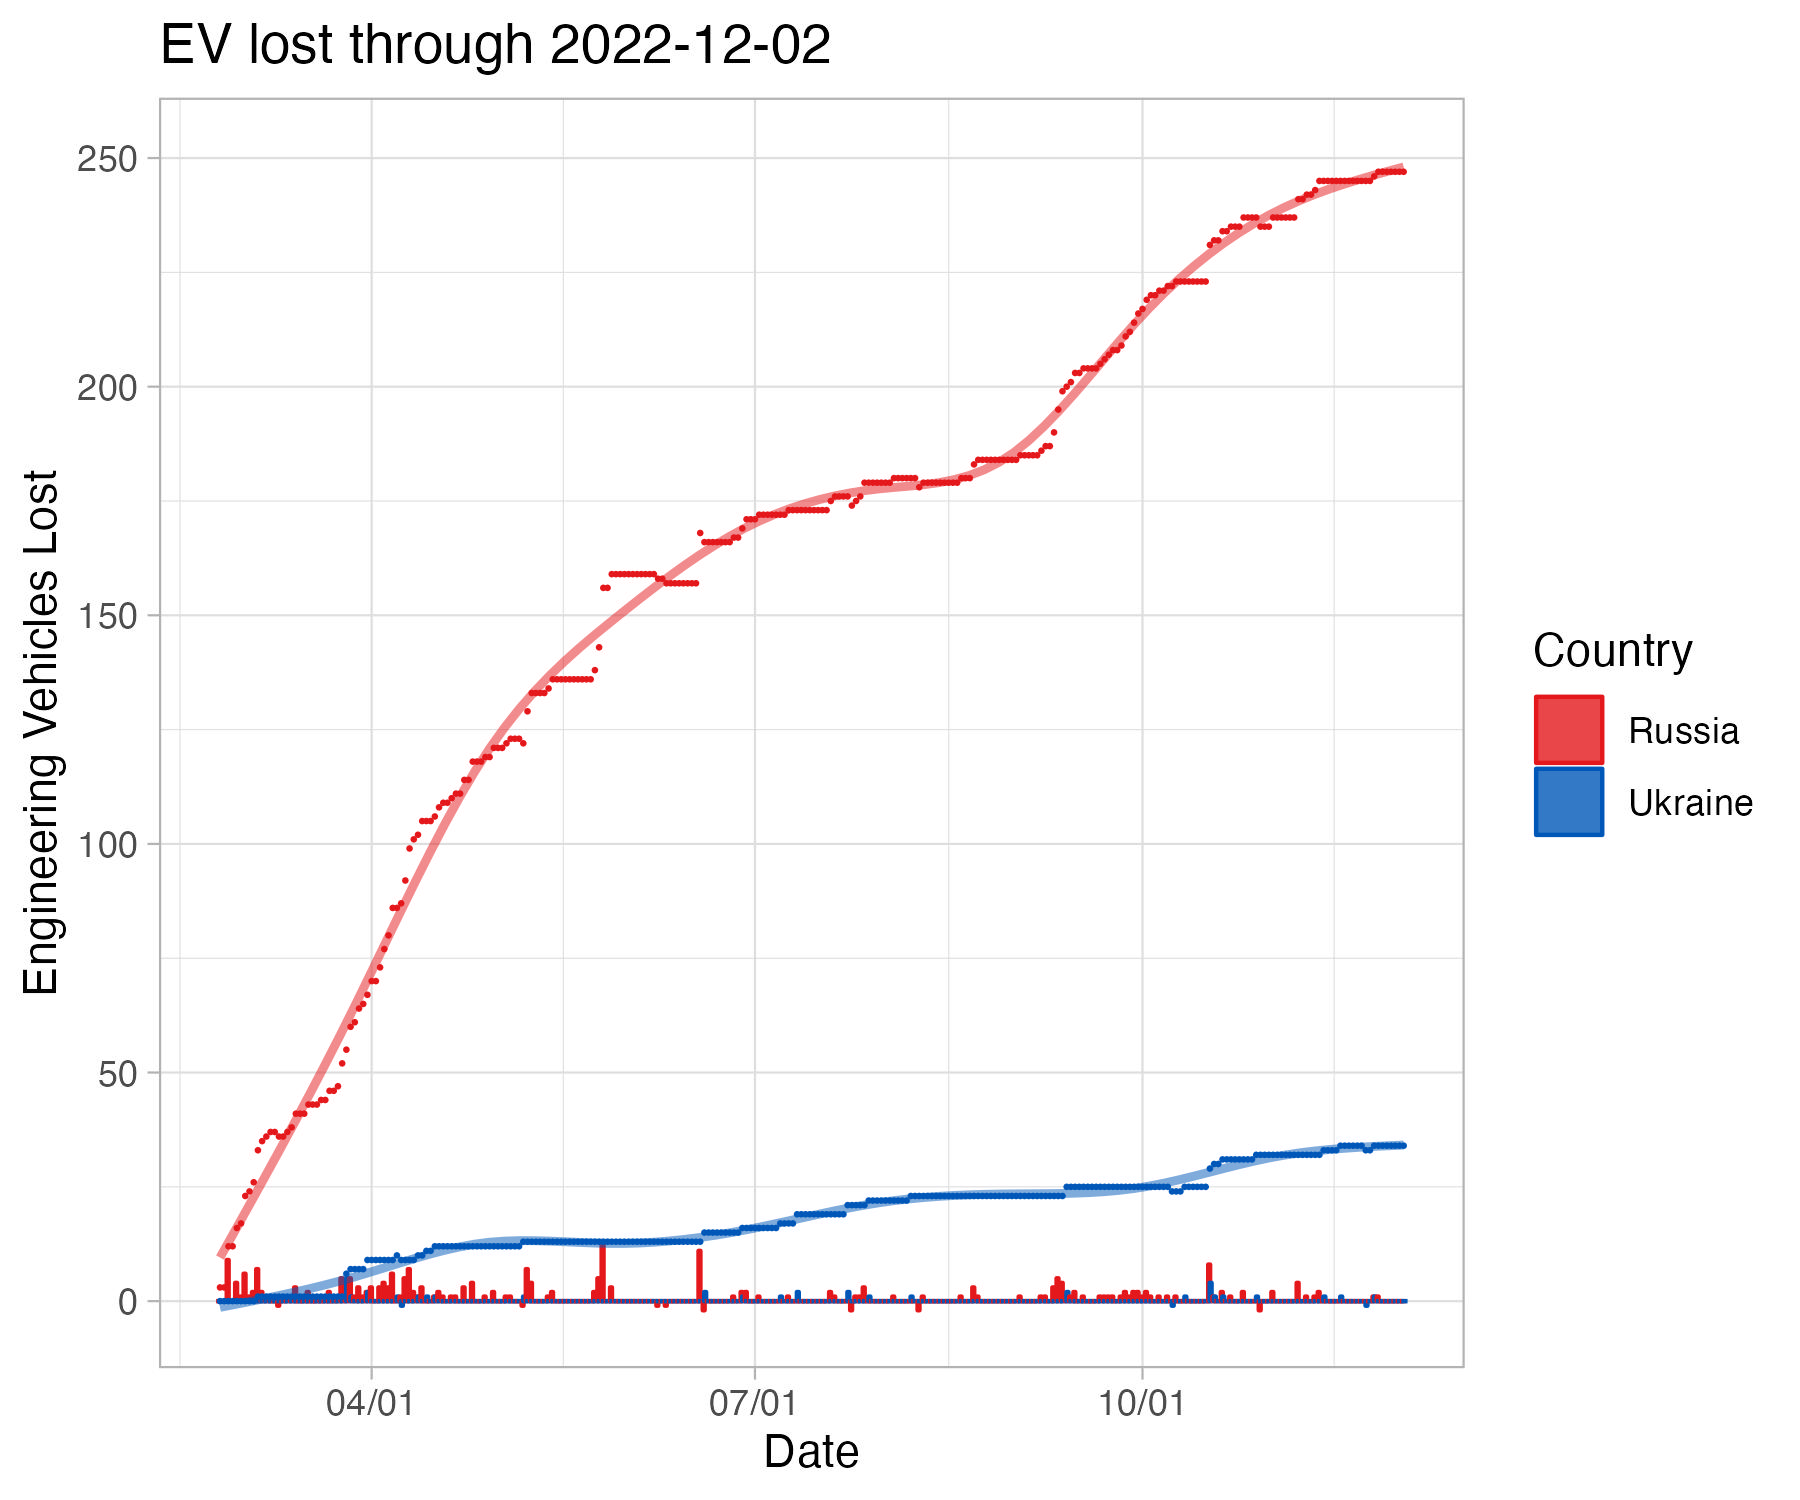 EV lost through 2022-12-02
Engineering Vehicles Lost
250
200
150
100
50
0
04/01
07/01
10/01
Date
Country
Russia
Ukraine